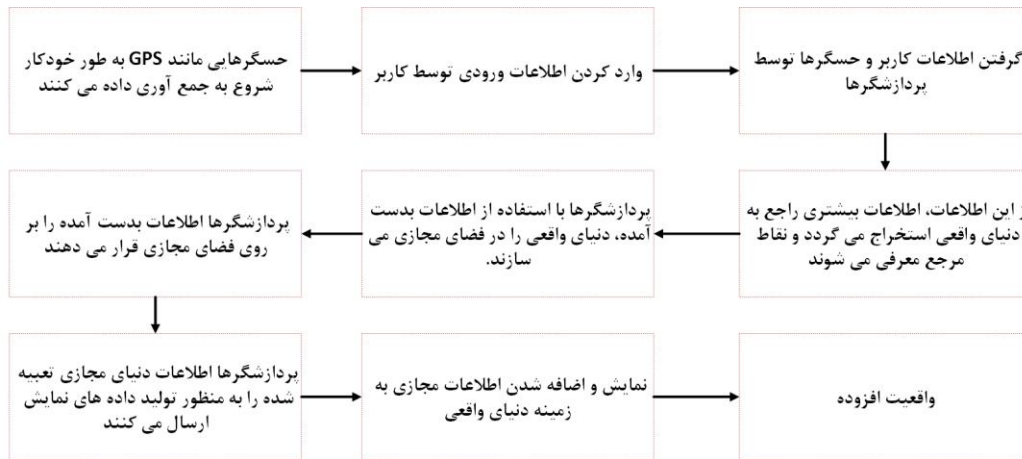 حسگرهایی مانند GPS به طور خودکار
شروع به جمع آوری داده می کنند
وارد کردن اطلاعات ورودی توسط کاربر
گرفتن اطلاعات کاربر و حسگرها توسط
پردازشگرها
از این اطلاعات، اطلاعات بیشتری راجع به
دنیای واقعی استخراج می گردد و نقاط
مرجع معرفی می شوند
پردازشگرها با استفاده از اطلاعات بدست
آمده، دنیای واقعی را در فضای مجازی می
سازند.
پردازشگرها اطلاعات بدست آمده را بر
روی فضای مجازی قرار می دهند
پردازشگرها اطلاعات دنیای مجازی تعبیه
شده را به منظور تولید داده های نمایش
ارسال می کنند
نمایش و اضافه شدن اطلاعات مجازی به
زمینه دنیای واقعی
واقعیت افزوده